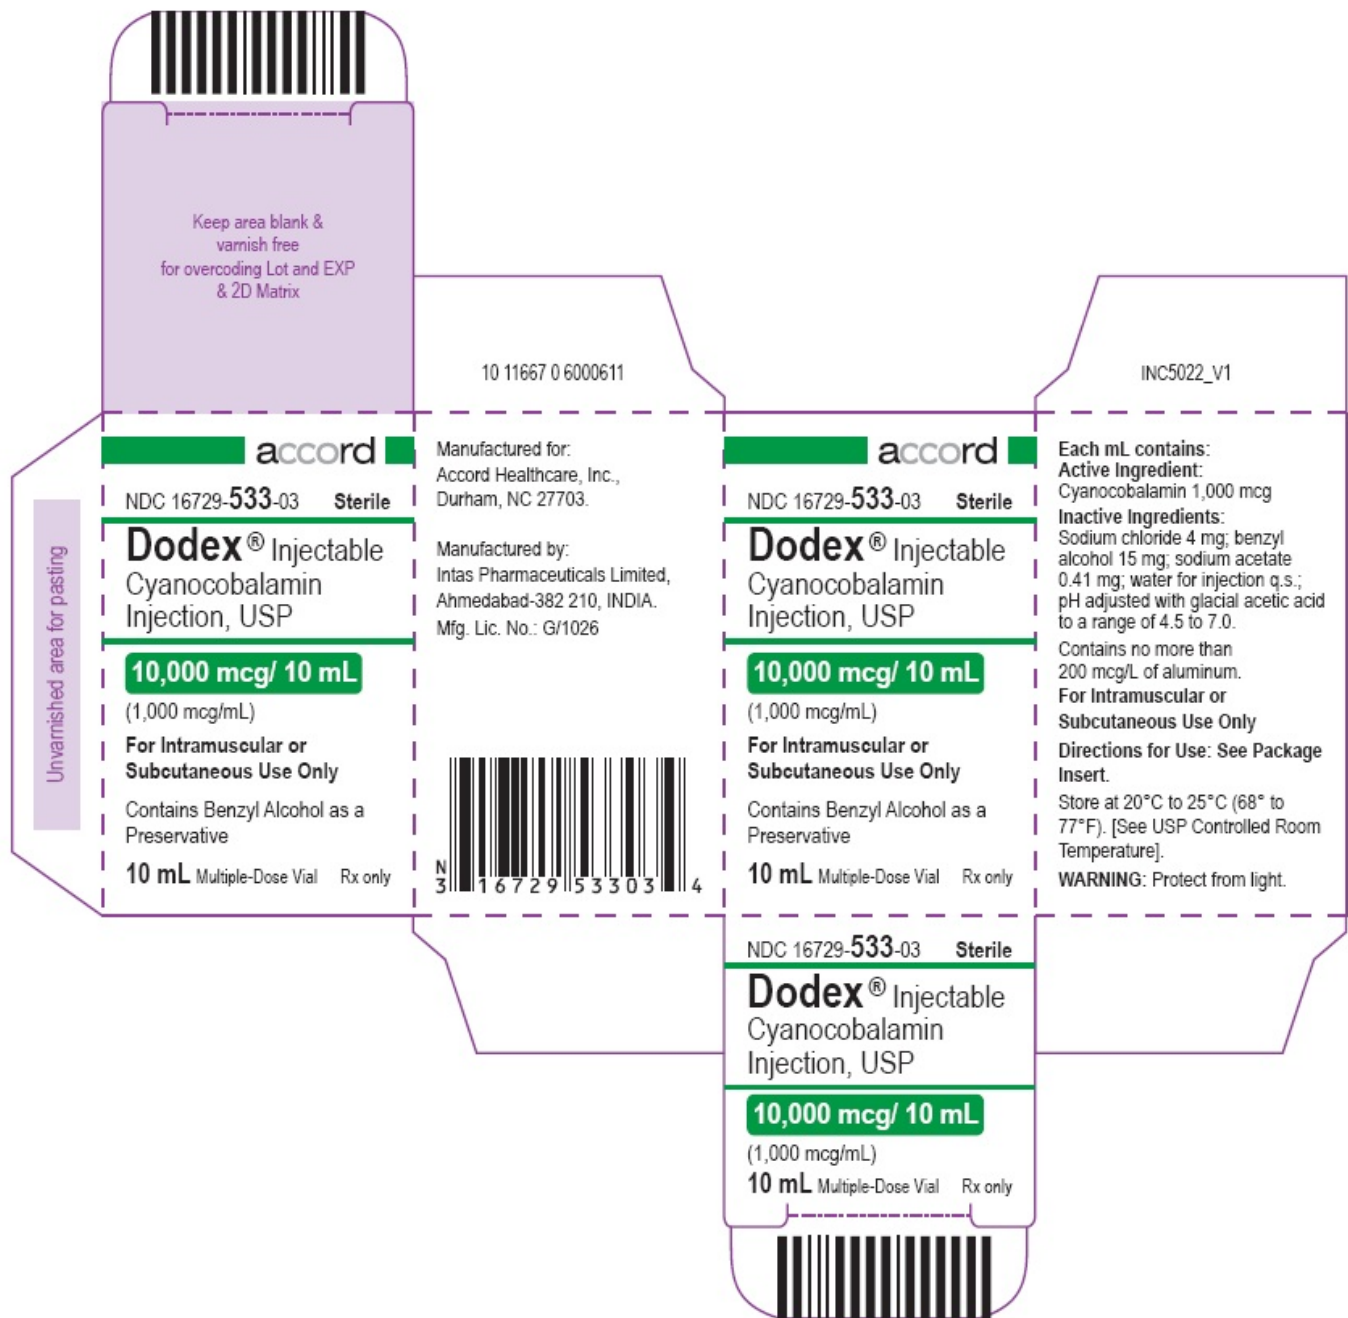 Keep area blank &
varnish free
for overcoding Lot and EXP
& 2D Matrix
10 11667 0 6000611
INC5022_V1
Unvarnished area for pasting
accord
NDC 16729-533-03 Sterile
Dodex® Injectable
Cyanocobalamin
Injection, USP
10,000 mcg/ 10 mL
(1,000 mcg/mL)
For Intramuscular or
Subcutaneous Use Only
Contains Benzyl Alcohol as a
Preservative
10 mL Multiple-Dose Vial Rx only
Manufactured for:
Accord Healthcare, Inc.,
Durham, NC 27703.
Manufactured by:
Intas Pharmaceuticals Limited,
Ahmedabad-382 210, INDIA.
Mfg. Lic. No.: G/1026
N
3 16729 53303 4
accord
NDC 16729-533-03 Sterile
Dodex® Injectable
Cyanocobalamin
Injection, USP
10,000 mcg/ 10 mL
(1,000 mcg/mL)
For Intramuscular or
Subcutaneous Use Only
Contains Benzyl Alcohol as a
Preservative
10 mL Multiple-Dose Vial Rx only
Each mL contains:
Active Ingredient:
Cyanocobalamin 1,000 mcg
Inactive Ingredients:
Sodium chloride 4 mg; benzyl
alcohol 15 mg; sodium acetate
0.41 mg; water for injection q.s.;
pH adjusted with glacial acetic acid
to a range of 4.5 to 7.0.
Contains no more than
200 mcg/L of aluminum.
For Intramuscular or
Subcutaneous Use Only
Directions for Use: See Package
Insert.
Store at 20°C to 25°C (68° to
77°F). [See USP Controlled Room
Temperature].
WARNING: Protect from light.
NDC 16729-533-03 Sterile
Dodex® Injectable
Cyanocobalamin
Injection, USP
10,000 mcg/ 10 mL
(1,000 mcg/mL)
10 mL Multiple-Dose Vial Rx only